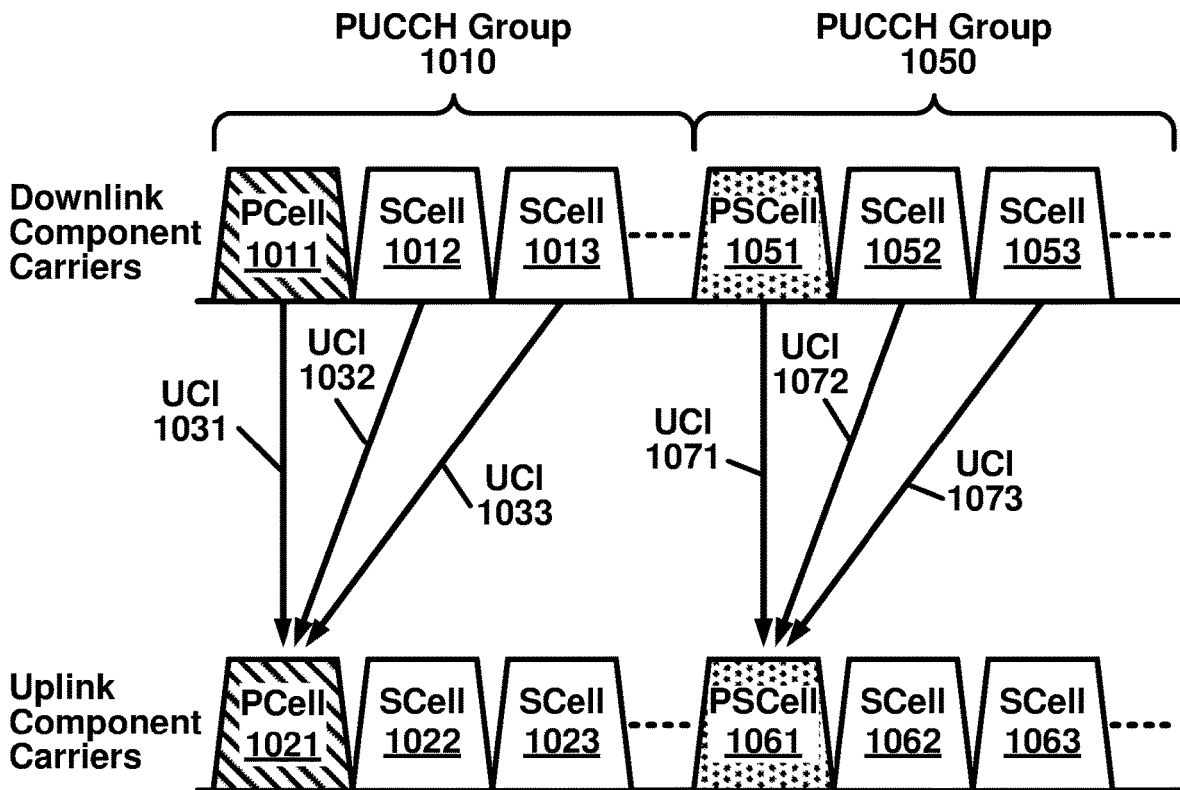 PUCCH Group
1010
PUCCH Group
1050
Downlink
Component
Carriers
PCell
1011
SCell
1012
SCell
1013
PSCell
1051
SCell
1052
SCell
1053
UCI
1031
UCI
1032
UCI
1033
UCI
1071
UCI
1072
UCI
1073
Uplink
Component
Carriers
PCell
1021
SCell
1022
SCell
1023
PSCell
1061
SCell
1062
SCell
1063